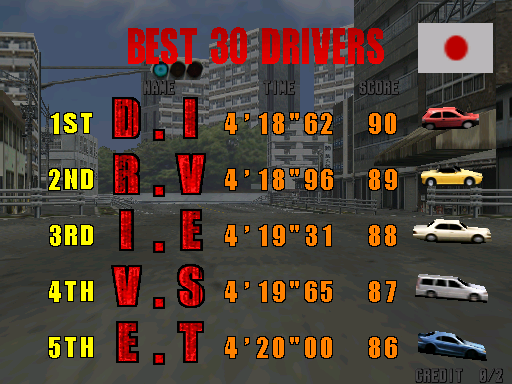 BEST 30 DRIVERS
NAME TIME SCORE
1ST D.I 4'18"62 90
2ND R.V 4'18"96 89
3RD I.E 4'19"31 88
4TH V.S 4'19"65 87
5TH E.T 4'20"00 86
CREDIT 0/2